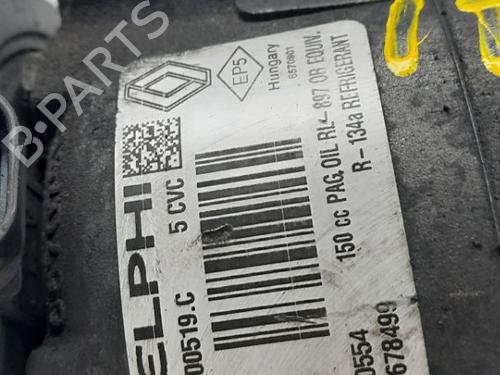 EP5
Hungary
6570901
ELPHI
5 CVC
00519.C
150 cc PAG OIL RL- 897 OR EQUIV.
R- 134a REFRIGERANT
0554
678499
B-PARTS